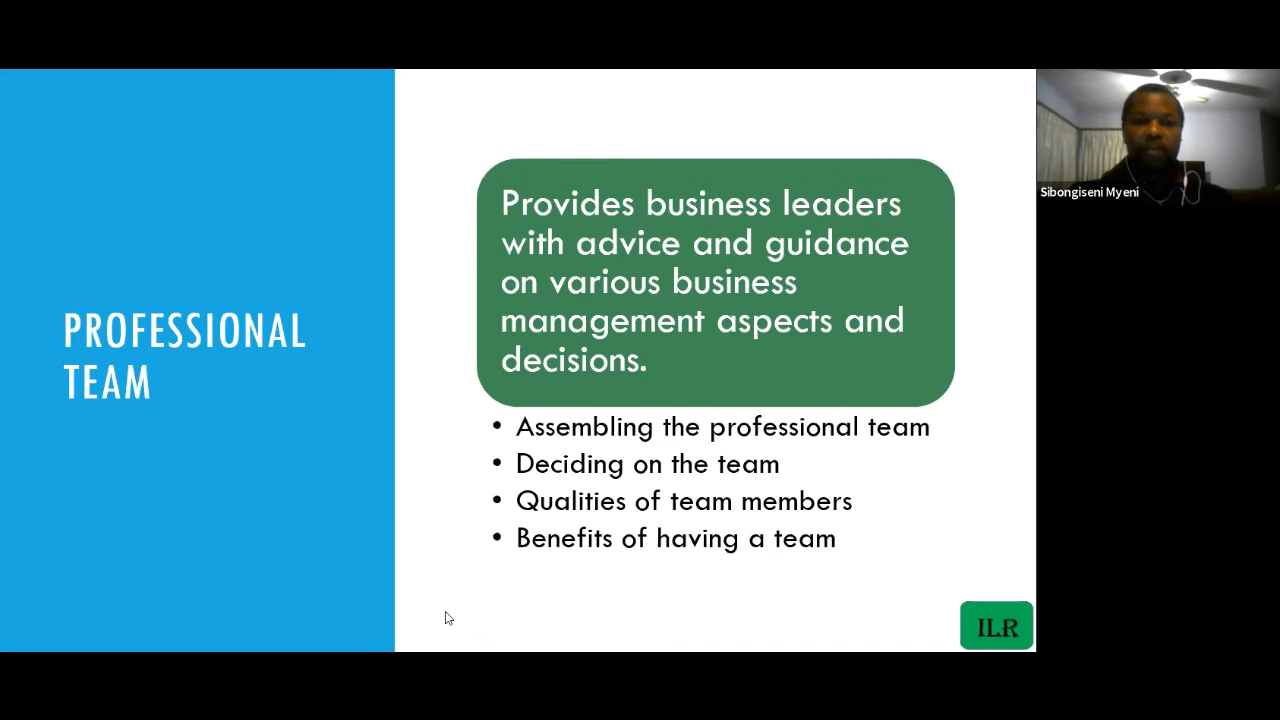 PROFESSIONAL
TEAM
Provides business leaders
with advice and guidance
on various business
management aspects and
decisions.
• Assembling the professional team
• Deciding on the team
• Qualities of team members
• Benefits of having a team
ILR
Sibongiseni Myeni